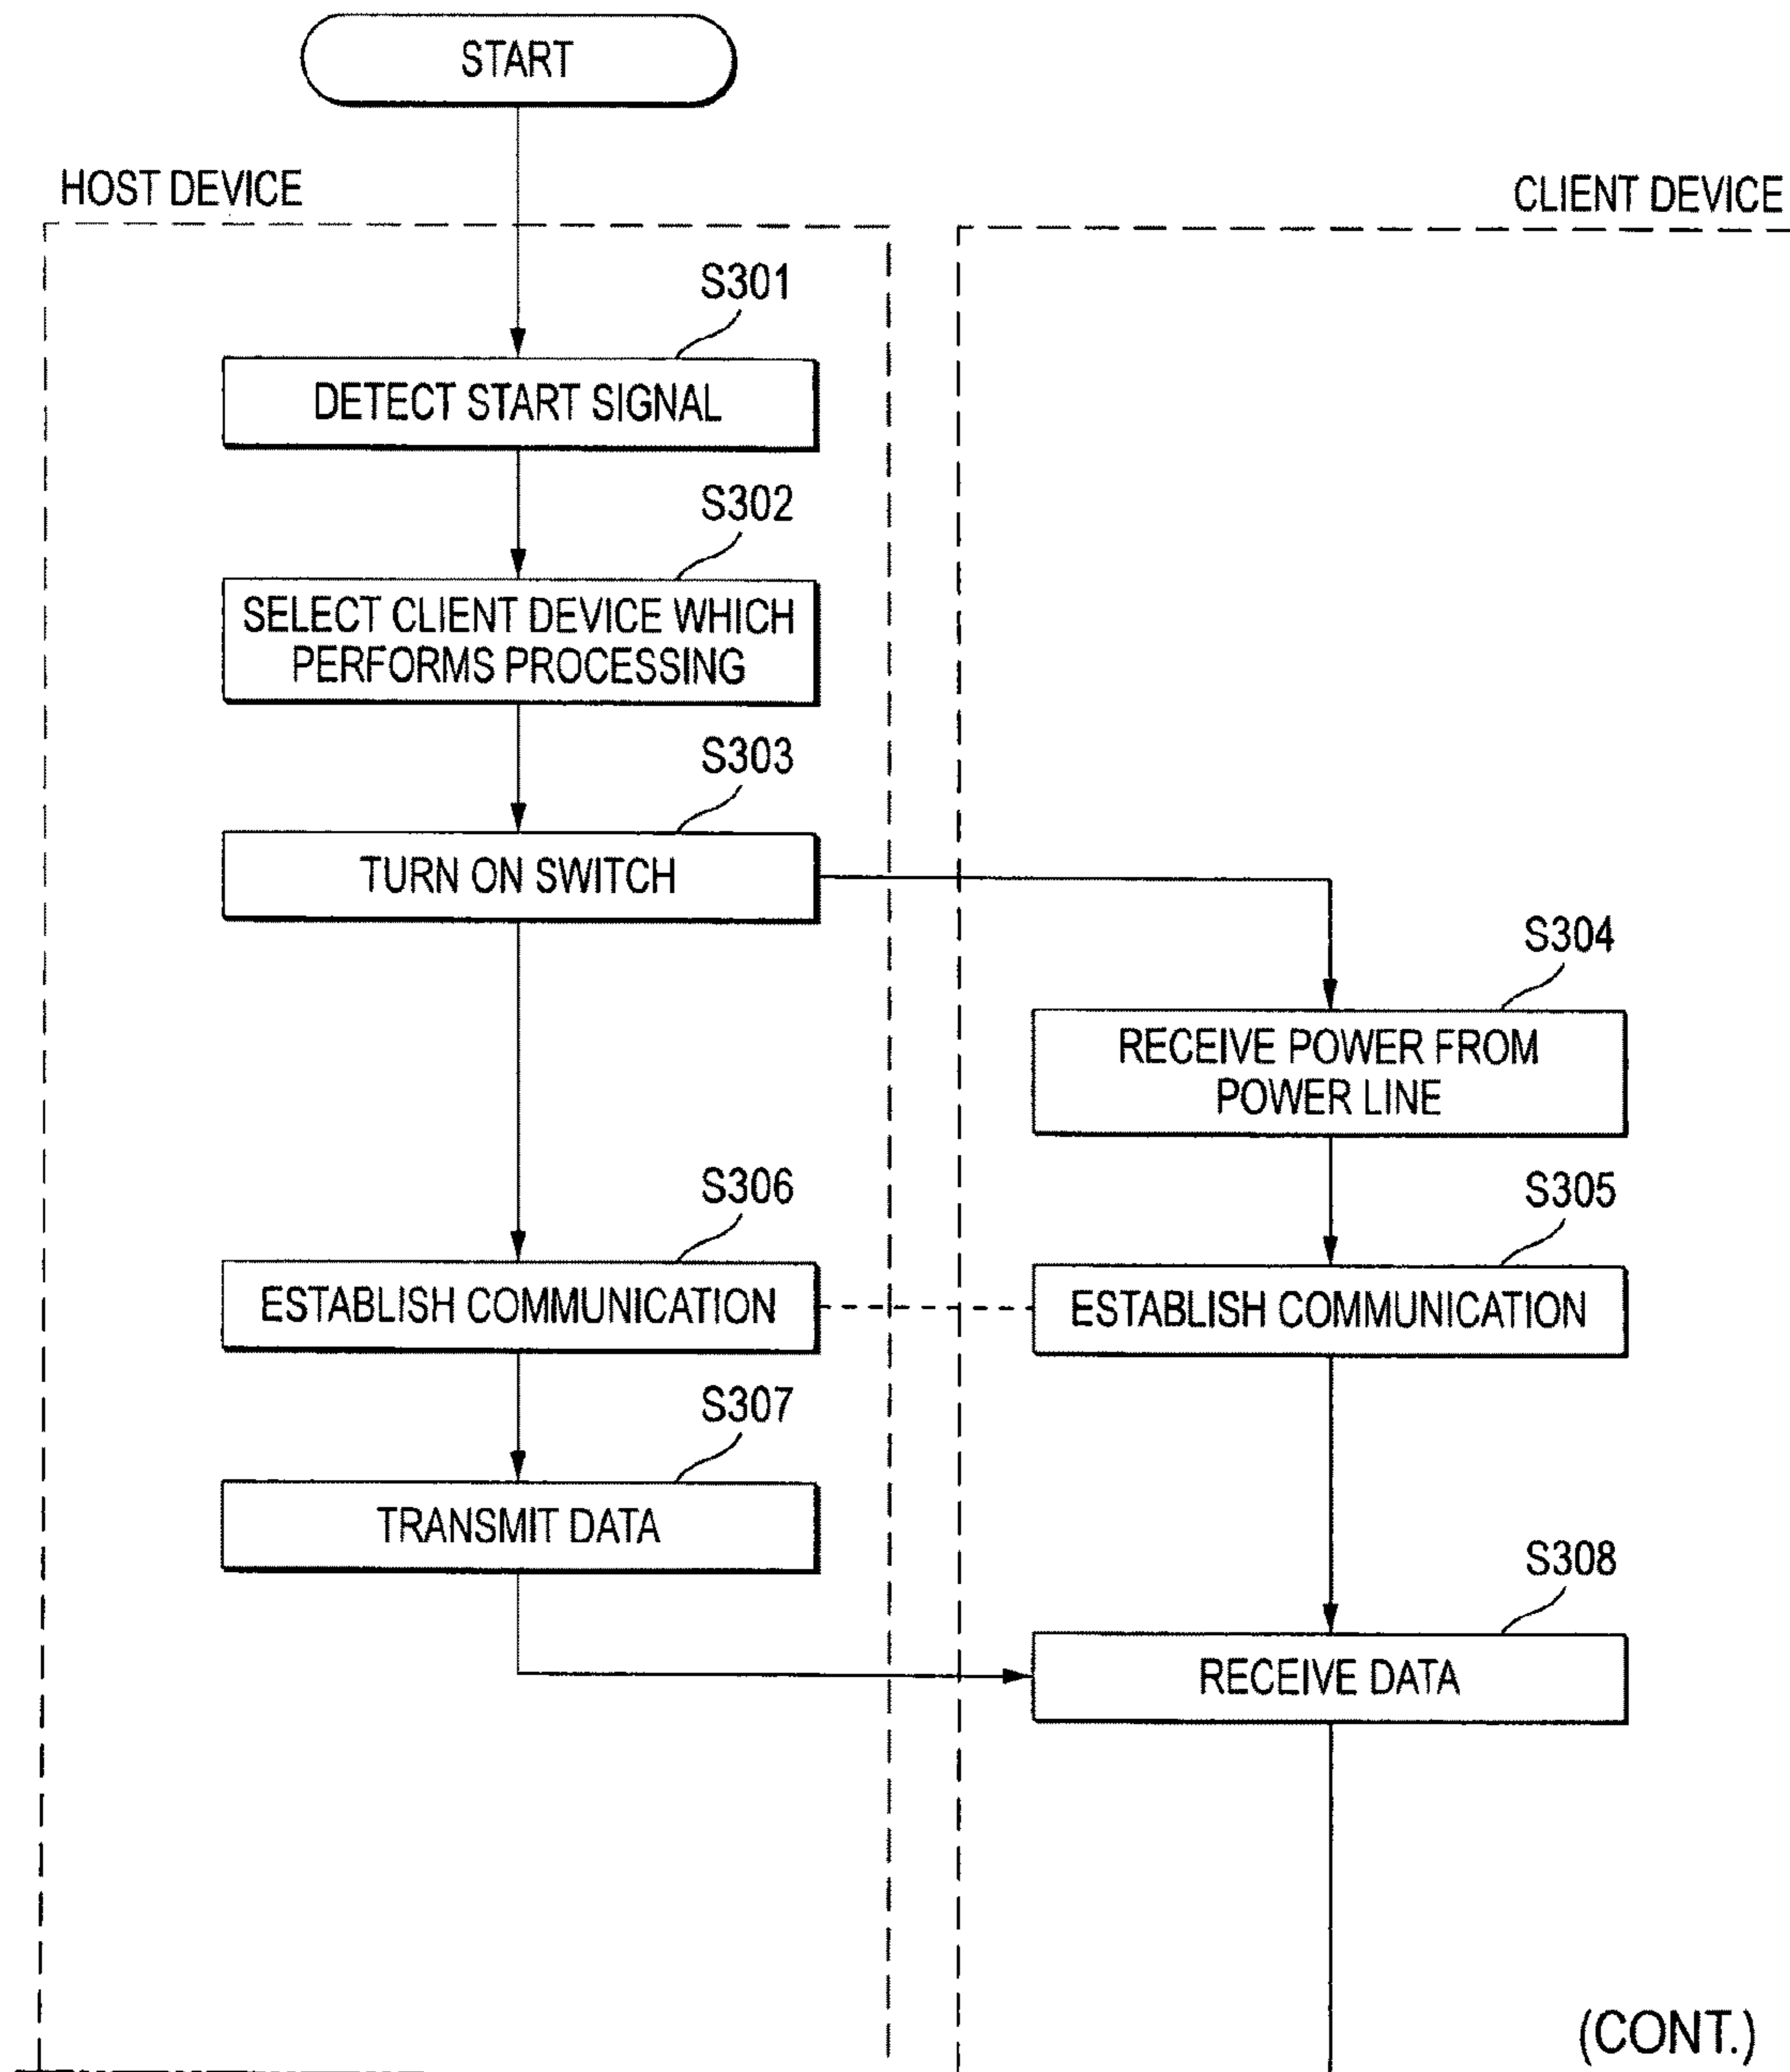 START
HOST DEVICE
CLIENT DEVICE
S301
DETECT START SIGNAL
S302
SELECT CLIENT DEVICE WHICH
PERFORMS PROCESSING
S303
TURN ON SWITCH
S304
RECEIVE POWER FROM
POWER LINE
S306
S305
ESTABLISH COMMUNICATION
ESTABLISH COMMUNICATION
S307
TRANSMIT DATA
S308
RECEIVE DATA
(CONT.)